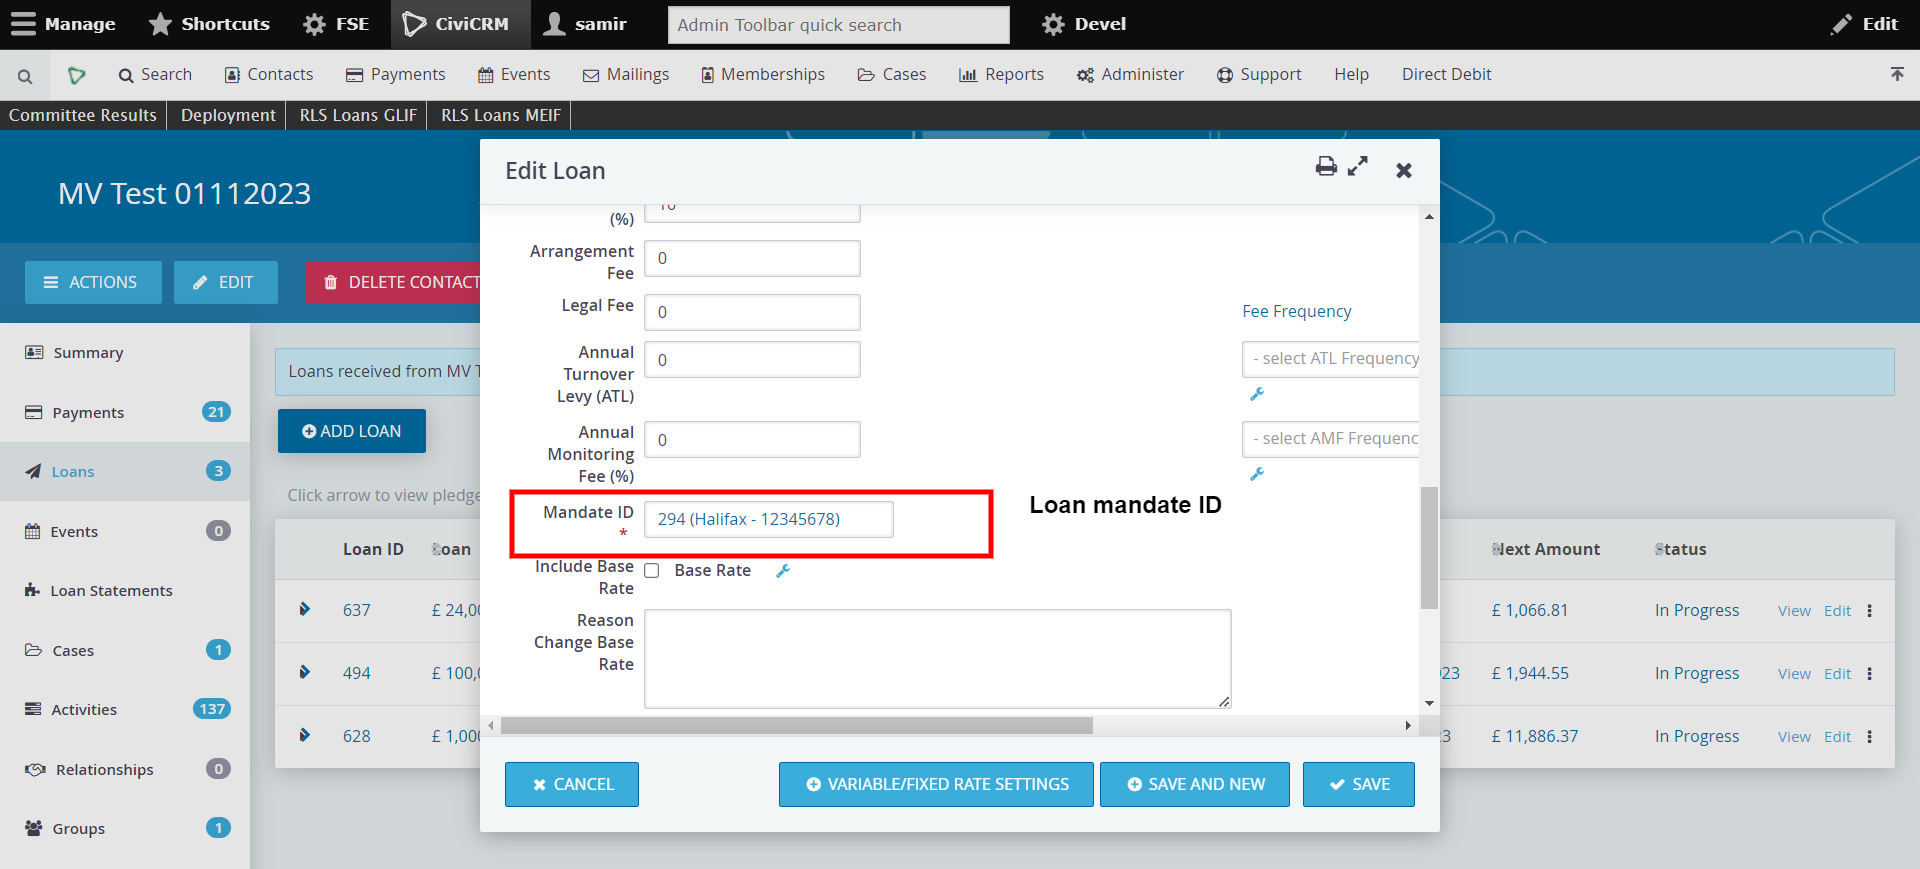 Manage Shortcuts FSE CiviCRM samir Admin Toolbar quick search Devel Edit
Search Contacts Payments Events Mailings Memberships Cases Reports Administer Support Help Direct Debit
Committee Results Deployment RLS Loans GLIF RLS Loans MEIF
MV Test 01112023
ACTIONS EDIT DELETE CONTACT
Summary
Payments 21
Loans 3
Events 0
Loan Statements
Cases 1
Activities 137
Relationships 0
Groups 1
Loans received from MV
ADD LOAN
Click arrow to view pledge
Loan ID Loan Next Amount Status
637 £ 24,00 £ 1,066.81 In Progress View Edit
494 £ 100,0 23 £ 1,944.55 In Progress View Edit
628 £ 1,000 3 £ 11,886.37 In Progress View Edit
Edit Loan
(%)
Arrangement
Fee 0
Legal Fee 0 Fee Frequency
Annual
Turnover
Levy (ATL) 0 - select ATL Frequency
Annual
Monitoring
Fee (%) 0 - select AMF Frequenc
Mandate ID
* 294 (Halifax - 12345678) Loan mandate ID
Include Base
Rate Base Rate
Reason
Change Base
Rate
CANCEL VARIABLE/FIXED RATE SETTINGS SAVE AND NEW SAVE